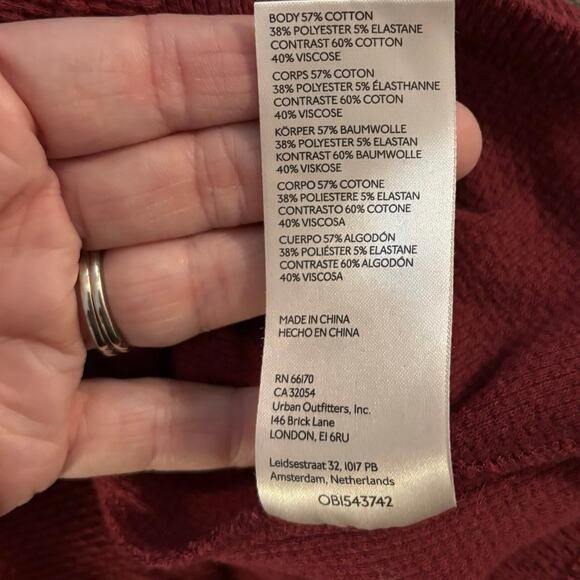 BODY 57% COTTON
38% POLYESTER 5% ELASTANE
CONTRAST 60% COTTON
40% VISCOSE
CORPS 57% COTON
38% POLYESTER 5% ÉLASTHANNE
CONTRASTE 60% COTON
40% VISCOSE
KÖRPER 57% BAUMWOLLE
38% POLYESTER 5% ELASTAN
KONTRAST 60% BAUMWOLLE
40% VISKOSE
CORPO 57% COTONE
38% POLIESTERE 5% ELASTAN
CONTRASTO 60% COTONE
40% VISCOSA
CUERPO 57% ALGODÓN
38% POLIÉSTER 5% ELASTANE
CONTRASTE 60% ALGODÓN
40% VISCOSA
MADE IN CHINA
HECHO EN CHINA
RN 66170
CA 32054
Urban Outfitters, Inc.
146 Brick Lane
LONDON, E1 6RU
Leidsestraat 32, 1017 PB
Amsterdam, Netherlands
OB1543742